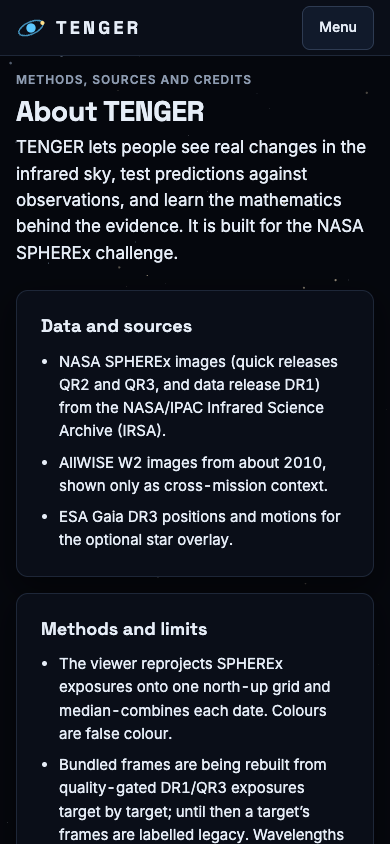 TENGER
Menu
METHODS, SOURCES AND CREDITS
About TENGER
TENGER lets people see real changes in the
infrared sky, test predictions against
observations, and learn the mathematics
behind the evidence. It is built for the NASA
SPHEREx challenge.
Data and sources
• NASA SPHEREx images (quick releases
QR2 and QR3, and data release DR1)
from the NASA/IPAC Infrared Science
Archive (IRSA).
• AllWISE W2 images from about 2010,
shown only as cross-mission context.
• ESA Gaia DR3 positions and motions for
the optional star overlay.
Methods and limits
• The viewer reprojects SPHEREx
exposures onto one north-up grid and
median-combines each date. Colours
are false colour.
• Bundled frames are being rebuilt from
quality-gated DR1/QR3 exposures
target by target; until then a target's
frames are labelled legacy. Wavelengths